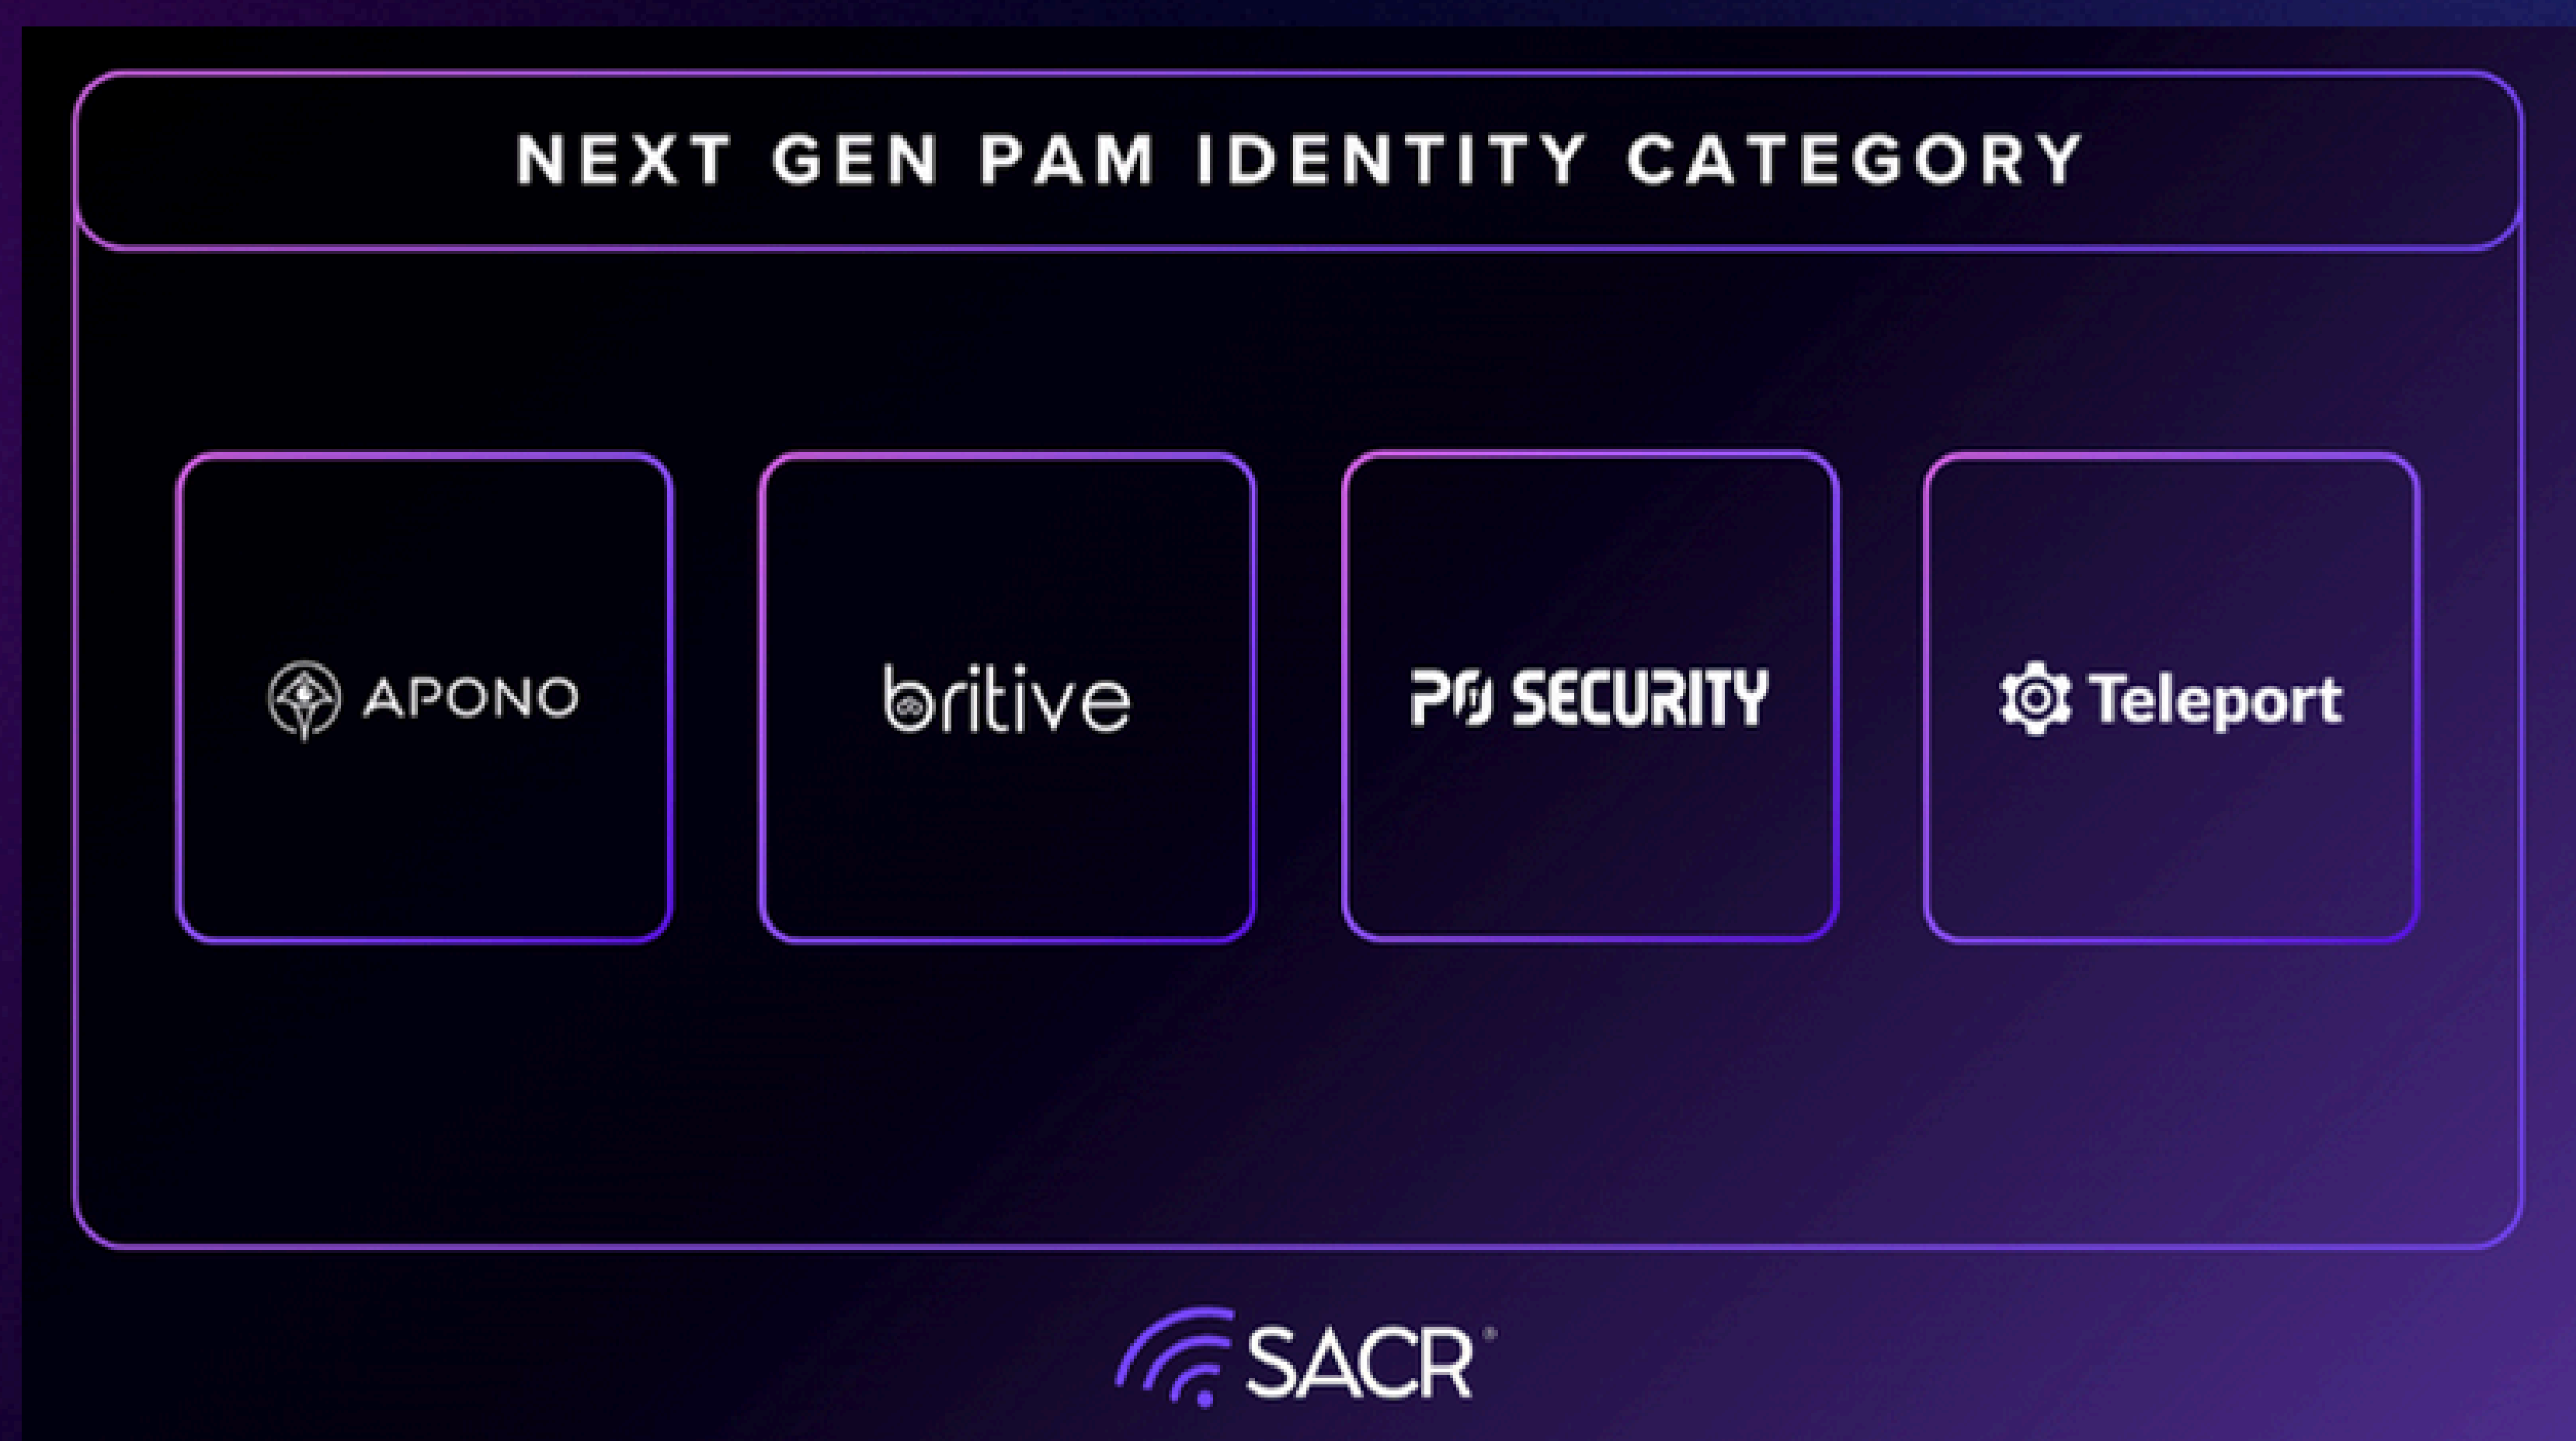 NEXT GEN PAM IDENTITY CATEGORY
APONO
britive
P0 SECURITY
Teleport
SACR®